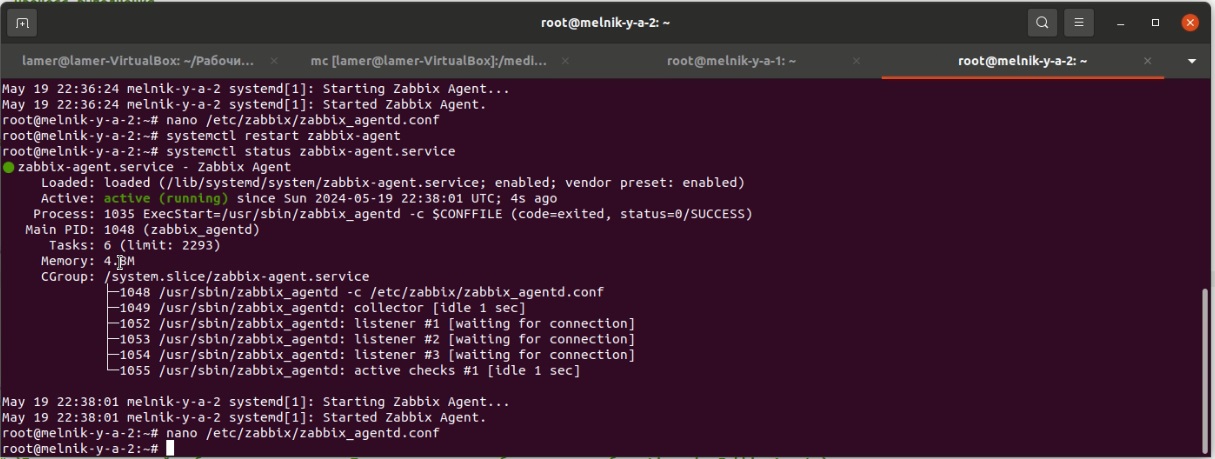 root@melnik-y-a-2: ~
lamer@lamer-VirtualBox: ~/Рабочи...
mc [lamer@lamer-VirtualBox]:/medi...
root@melnik-y-a-1: ~
root@melnik-y-a-2: ~
May 19 22:36:24 melnik-y-a-2 systemd[1]: Starting Zabbix Agent...
May 19 22:36:24 melnik-y-a-2 systemd[1]: Started Zabbix Agent.
root@melnik-y-a-2:~# nano /etc/zabbix/zabbix_agentd.conf
root@melnik-y-a-2:~# systemctl restart zabbix-agent
root@melnik-y-a-2:~# systemctl status zabbix-agent.service
● zabbix-agent.service - Zabbix Agent
Loaded: loaded (/lib/systemd/system/zabbix-agent.service; enabled; vendor preset: enabled)
Active: active (running) since Sun 2024-05-19 22:38:01 UTC; 4s ago
Process: 1035 ExecStart=/usr/sbin/zabbix_agentd -c $CONFFILE (code=exited, status=0/SUCCESS)
Main PID: 1048 (zabbix_agentd)
Tasks: 6 (limit: 2293)
Memory:
CGroup: /system.slice/zabbix-agent.service
├─1048 /usr/sbin/zabbix_agentd -c /etc/zabbix/zabbix_agentd.conf
├─1049 /usr/sbin/zabbix_agentd: collector [idle 1 sec]
├─1052 /usr/sbin/zabbix_agentd: listener #1 [waiting for connection]
├─1053 /usr/sbin/zabbix_agentd: listener #2 [waiting for connection]
├─1054 /usr/sbin/zabbix_agentd: listener #3 [waiting for connection]
└─1055 /usr/sbin/zabbix_agentd: active checks #1 [idle 1 sec]
May 19 22:38:01 melnik-y-a-2 systemd[1]: Starting Zabbix Agent...
May 19 22:38:01 melnik-y-a-2 systemd[1]: Started Zabbix Agent.
root@melnik-y-a-2:~# nano /etc/zabbix/zabbix_agentd.conf
root@melnik-y-a-2:~#